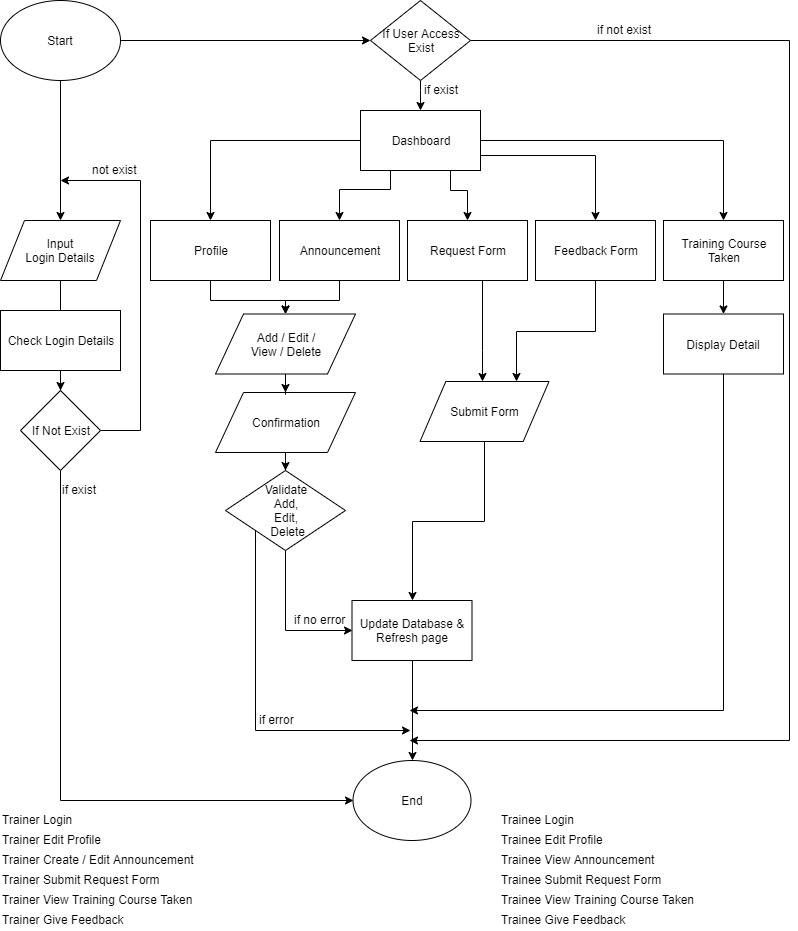 Start
If User Access
Exist
if not exist
if exist
Dashboard
not exist
Input
Login Details
Profile
Announcement
Request Form
Feedback Form
Training Course
Taken
Check Login Details
Add / Edit /
View / Delete
Display Detail
If Not Exist
Confirmation
Submit Form
if exist
Validate
Add,
Edit,
Delete
if no error
Update Database &
Refresh page
if error
End
Trainer Login
Trainer Edit Profile
Trainer Create / Edit Announcement
Trainer Submit Request Form
Trainer View Training Course Taken
Trainer Give Feedback
Trainee Login
Trainee Edit Profile
Trainee View Announcement
Trainee Submit Request Form
Trainee View Training Course Taken
Trainee Give Feedback